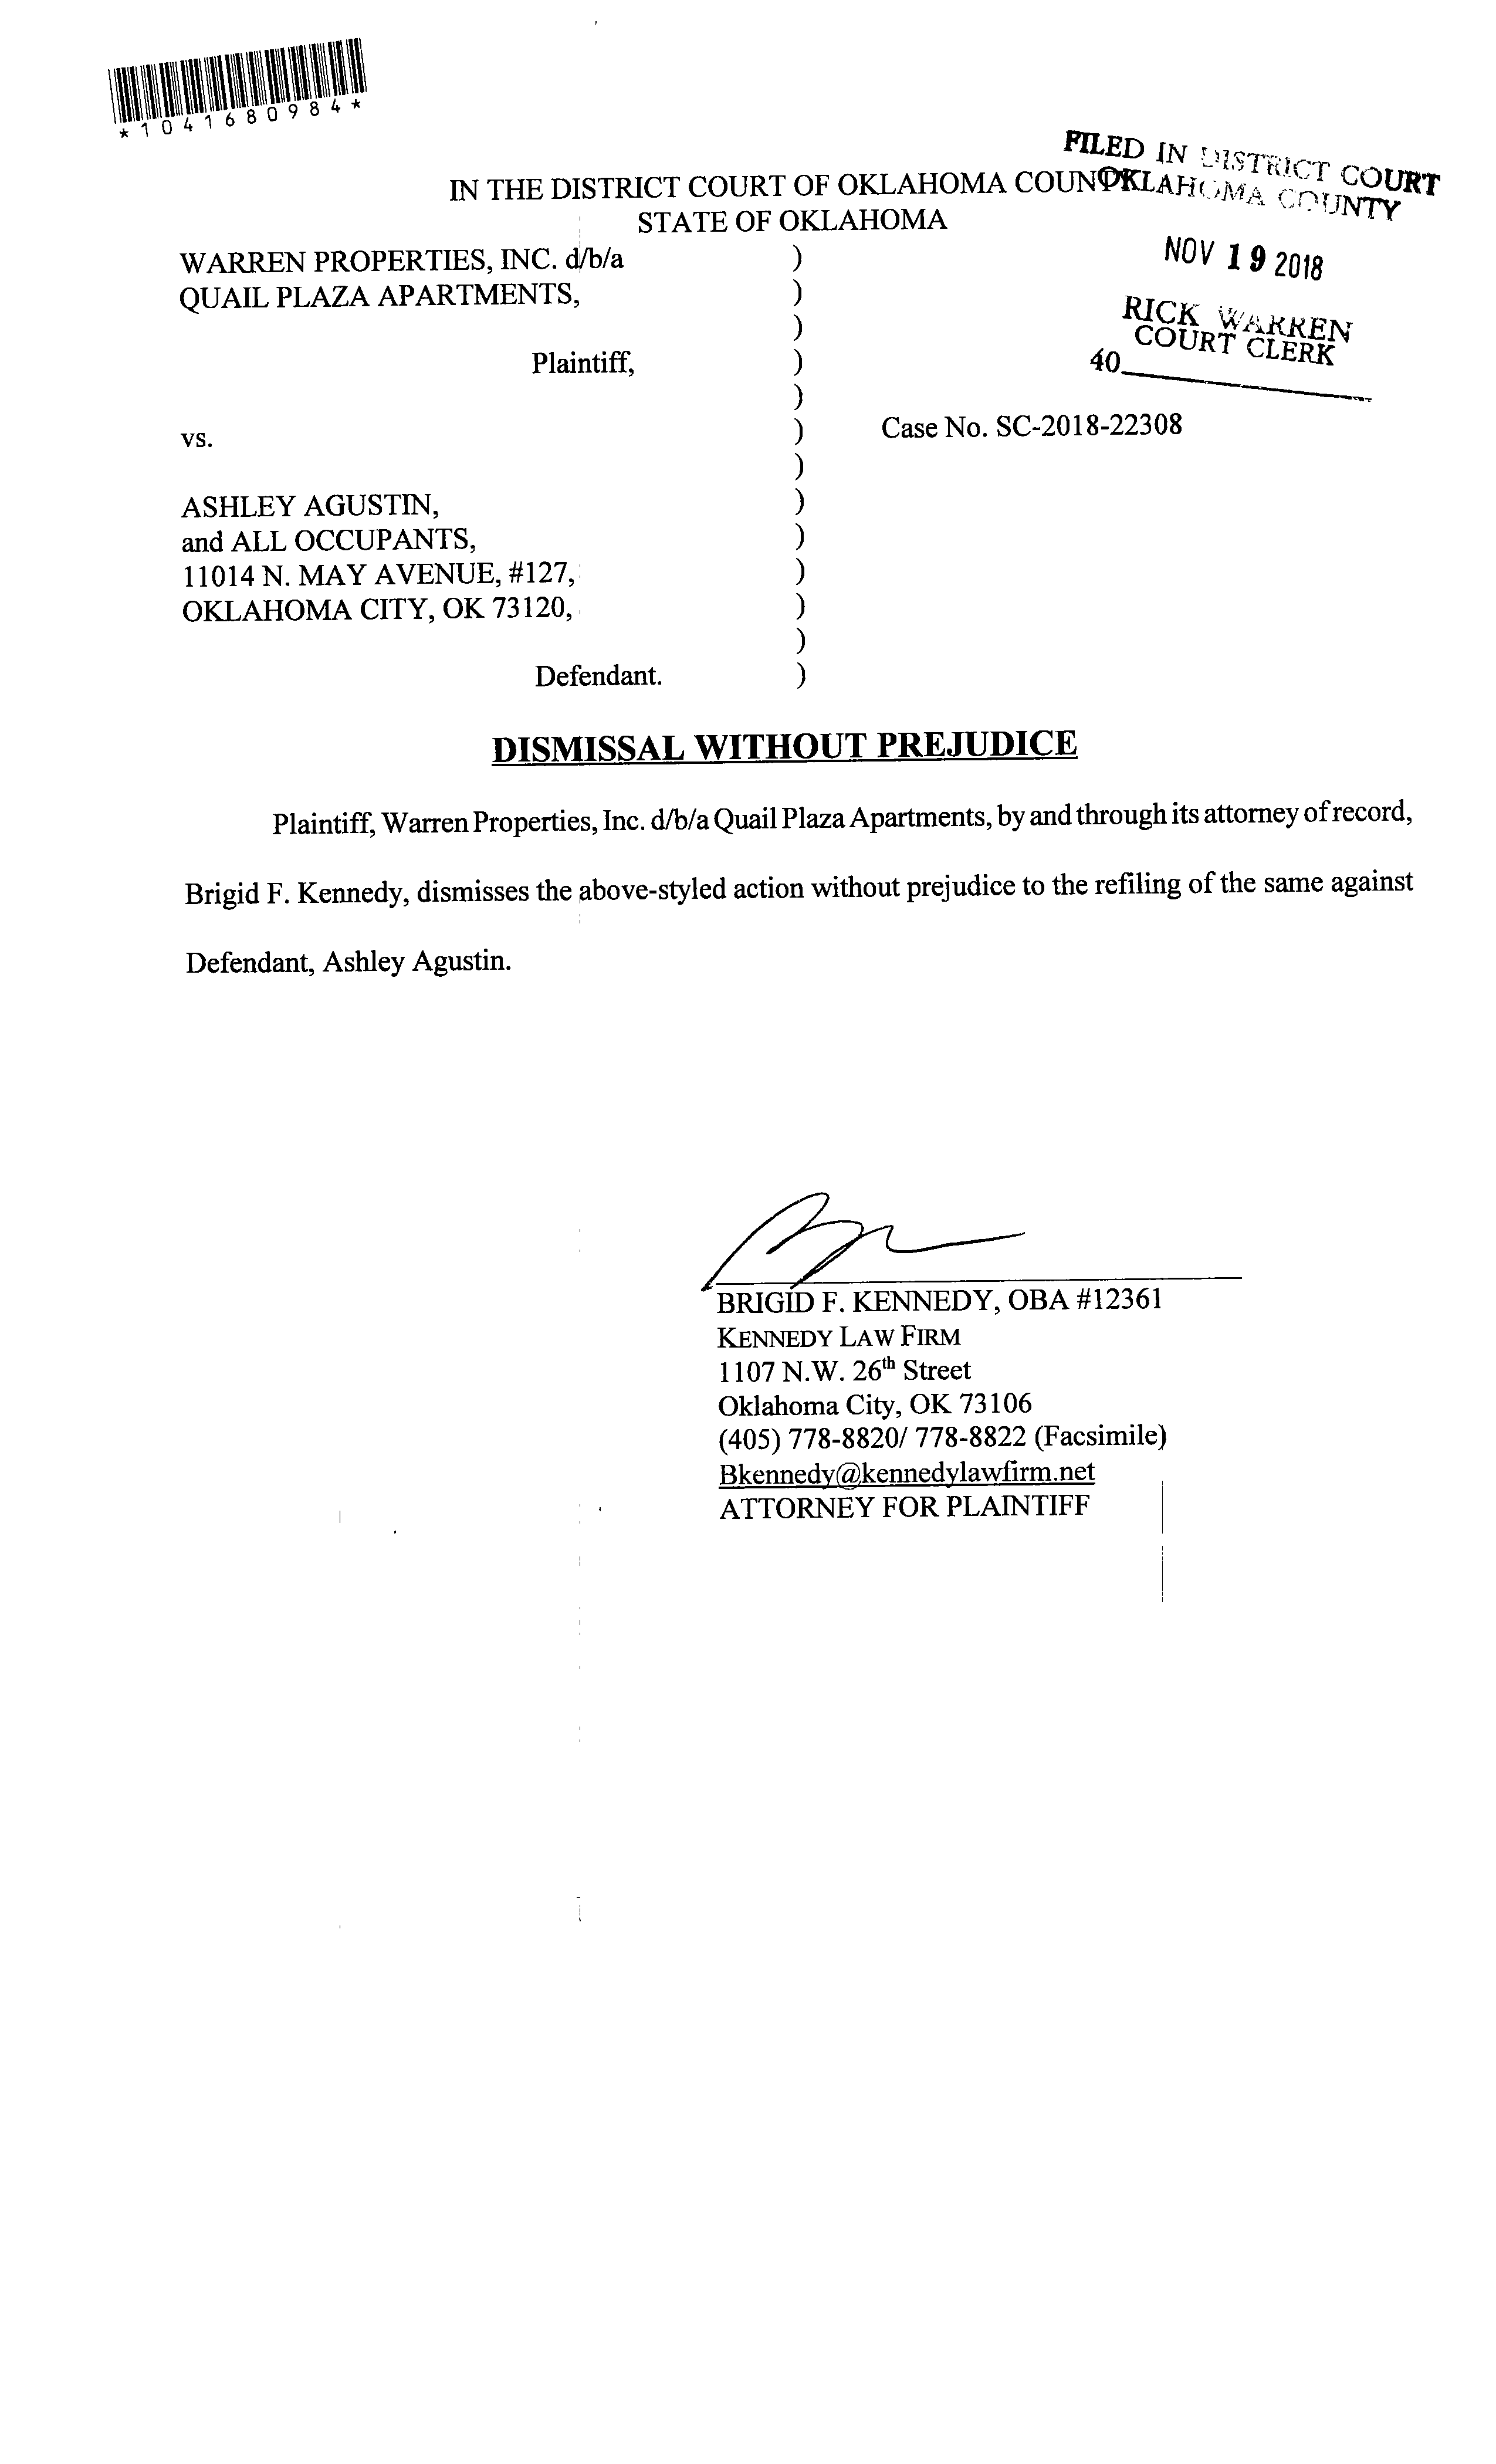 *1041680984*
FILED IN DISTRICT COURT
OKLAHOMA COUNTY
IN THE DISTRICT COURT OF OKLAHOMA COUN
STATE OF OKLAHOMA
NOV 19 2018
RICK WARREN
COURT CLERK
40
WARREN PROPERTIES, INC. d/b/a )
QUAIL PLAZA APARTMENTS, )
)
Plaintiff, )
)
vs. ) Case No. SC-2018-22308
)
ASHLEY AGUSTIN, )
and ALL OCCUPANTS, )
11014 N. MAY AVENUE, #127, )
OKLAHOMA CITY, OK 73120, )
)
Defendant. )
DISMISSAL WITHOUT PREJUDICE
Plaintiff, Warren Properties, Inc. d/b/a Quail Plaza Apartments, by and through its attorney of record,
Brigid F. Kennedy, dismisses the above-styled action without prejudice to the refiling of the same against
Defendant, Ashley Agustin.
BRIGID F. KENNEDY, OBA #12361
KENNEDY LAW FIRM
1107 N.W. 26th Street
Oklahoma City, OK 73106
(405) 778-8820/ 778-8822 (Facsimile)
Bkennedy@kennedylawfirm.net
ATTORNEY FOR PLAINTIFF